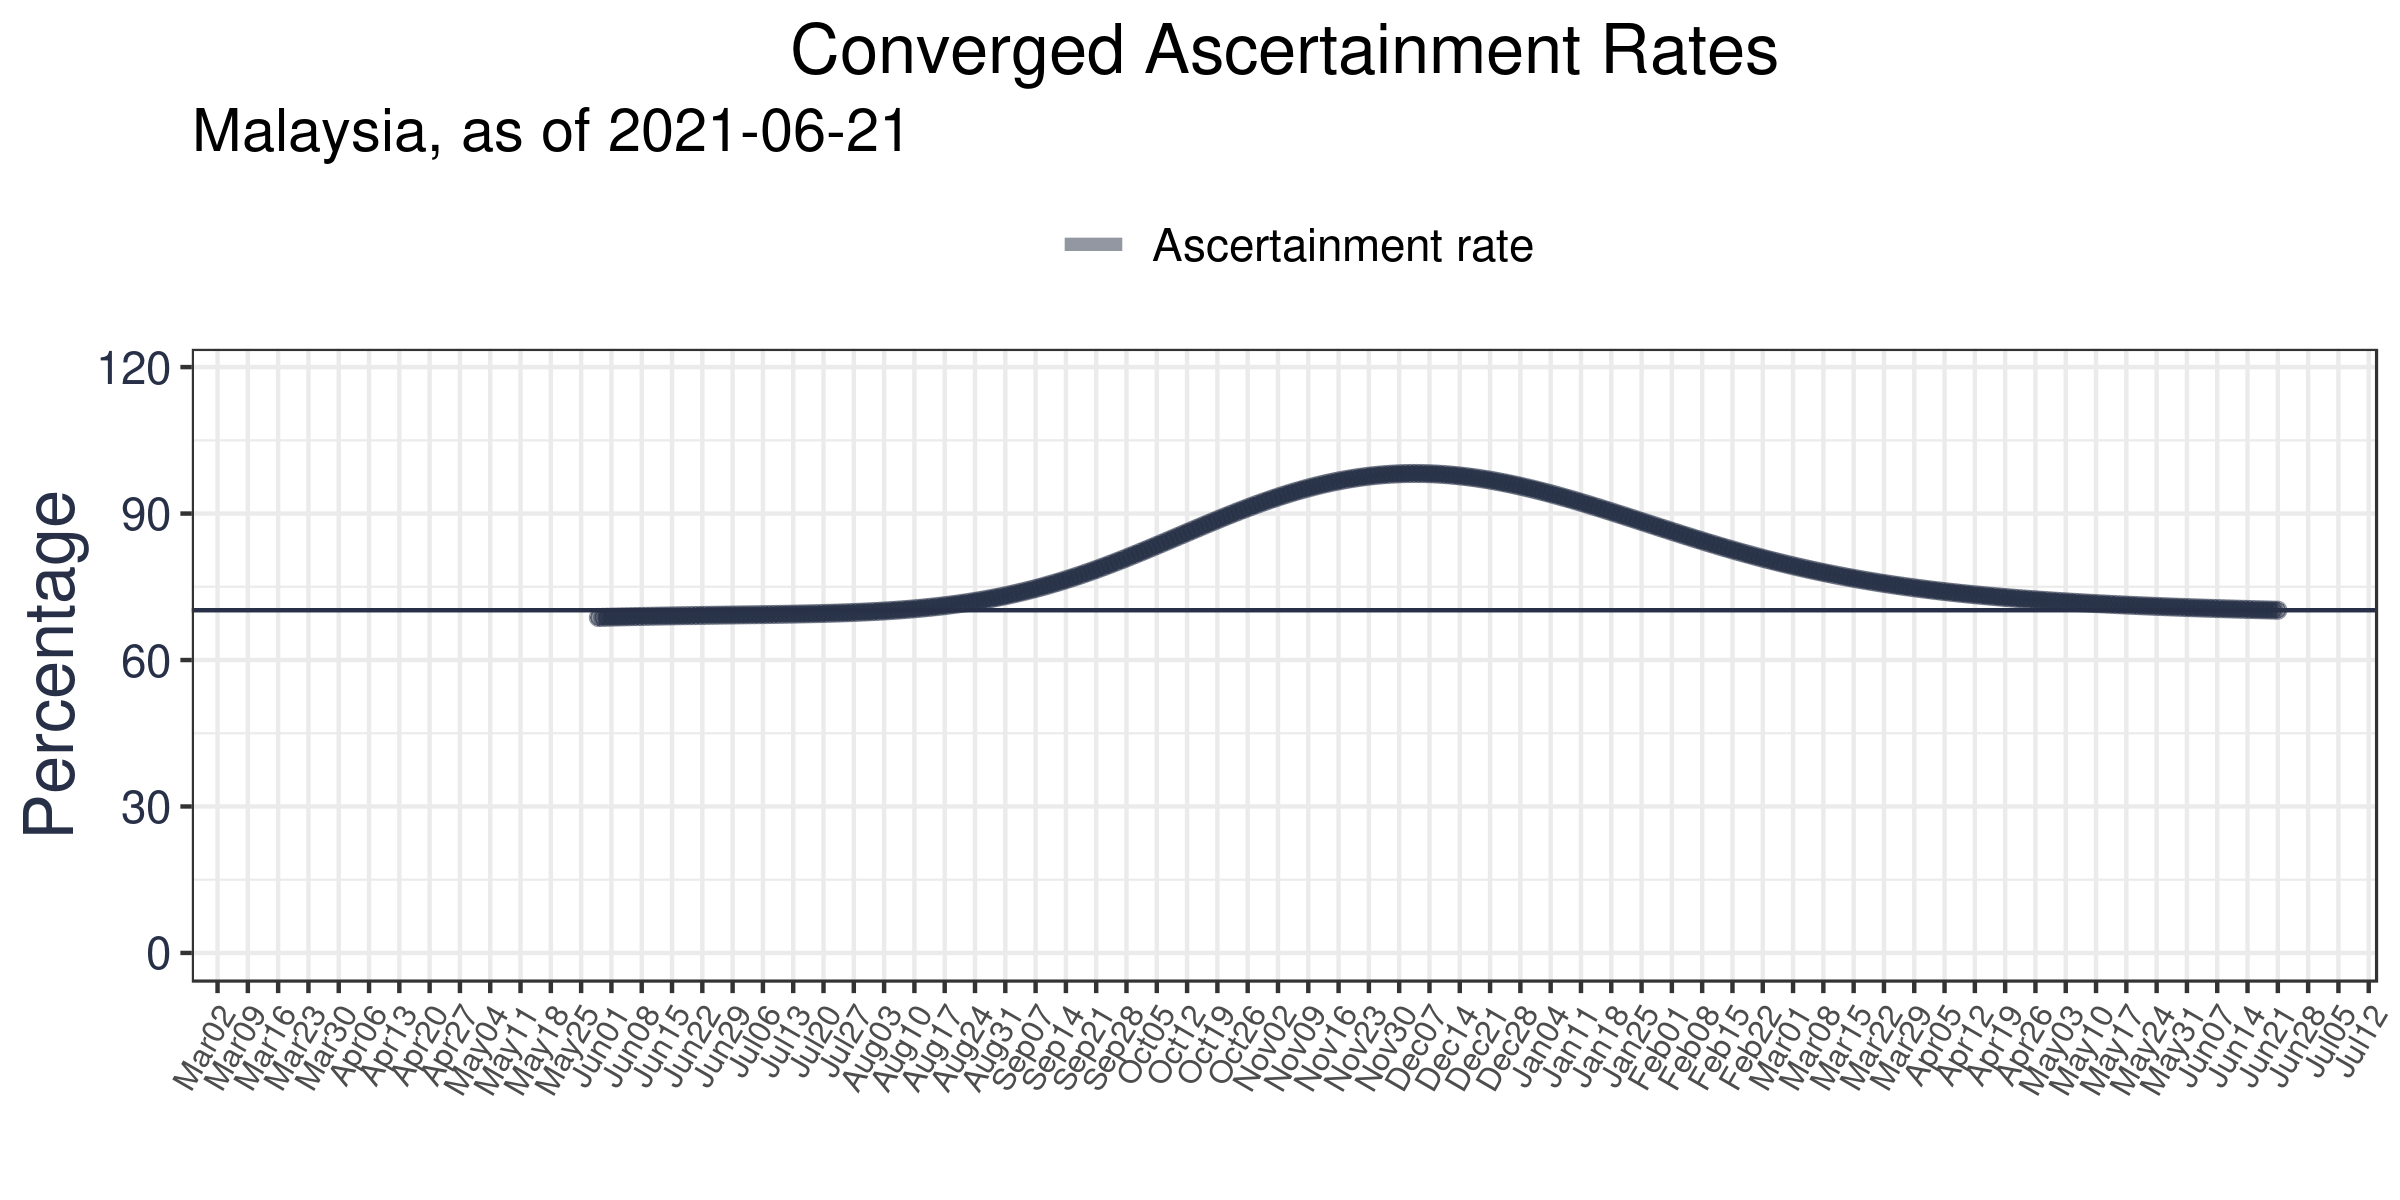 Converged Ascertainment Rates
Malaysia, as of 2021-06-21
Ascertainment rate
Percentage
120
90
60
30
0
Mar02
Mar09
Mar16
Mar23
Mar30
Apr06
Apr13
Apr20
Apr27
May04
May11
May18
May25
Jun01
Jun08
Jun15
Jun22
Jun29
Jul06
Jul13
Jul20
Jul27
Aug03
Aug10
Aug17
Aug24
Aug31
Sep07
Sep14
Sep21
Sep28
Oct05
Oct12
Oct19
Oct26
Nov02
Nov09
Nov16
Nov23
Nov30
Dec07
Dec14
Dec21
Dec28
Jan04
Jan11
Jan18
Jan25
Feb01
Feb08
Feb15
Feb22
Mar01
Mar08
Mar15
Mar22
Mar29
Apr05
Apr12
Apr19
Apr26
May03
May10
May17
May24
May31
Jun07
Jun14
Jun21
Jun28
Jul05
Jul12